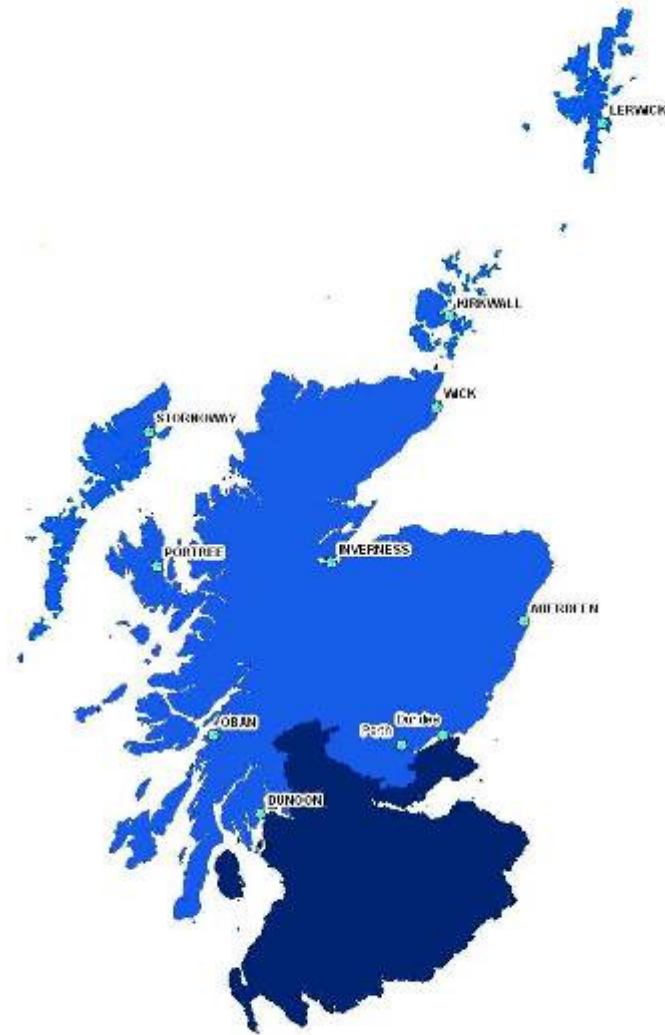 LERWICK
KIRKWALL
WICK
STORNOWAY
PORTREE
INVERNESS
ABERDEEN
OBAN
Perth
Dundee
DUNOON